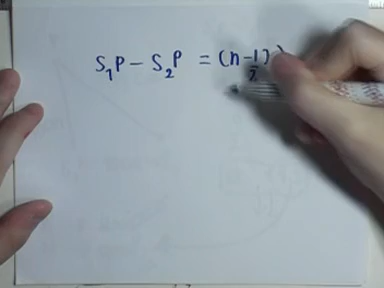 S₁P − S₂P = (n − 1/2)